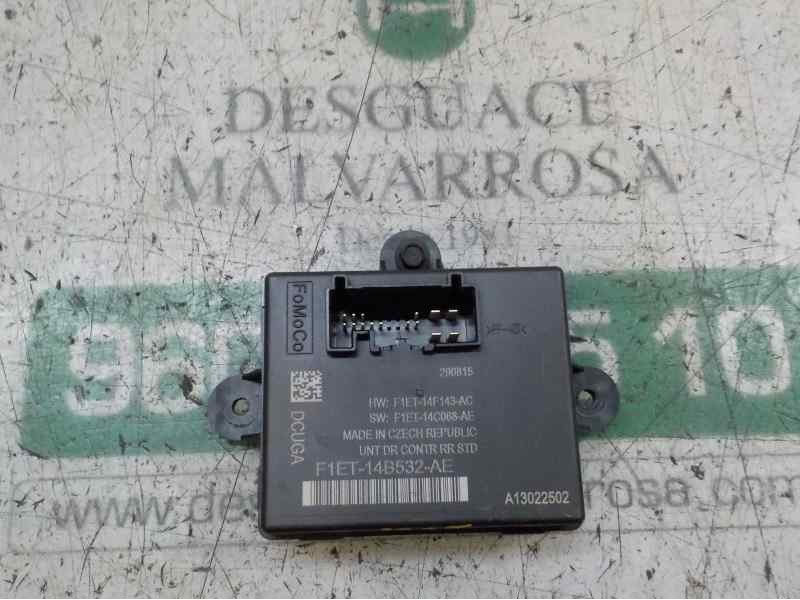 DESGUACE
MALVARROSA
FoMoCo
290815
HW: F1ET-14F143-AC
SW: F1ET-14C068-AE
MADE IN CZECH REPUBLIC
UNT DR CONTR RR STD
DCUGA
F1ET-14B532-AE
A13022502